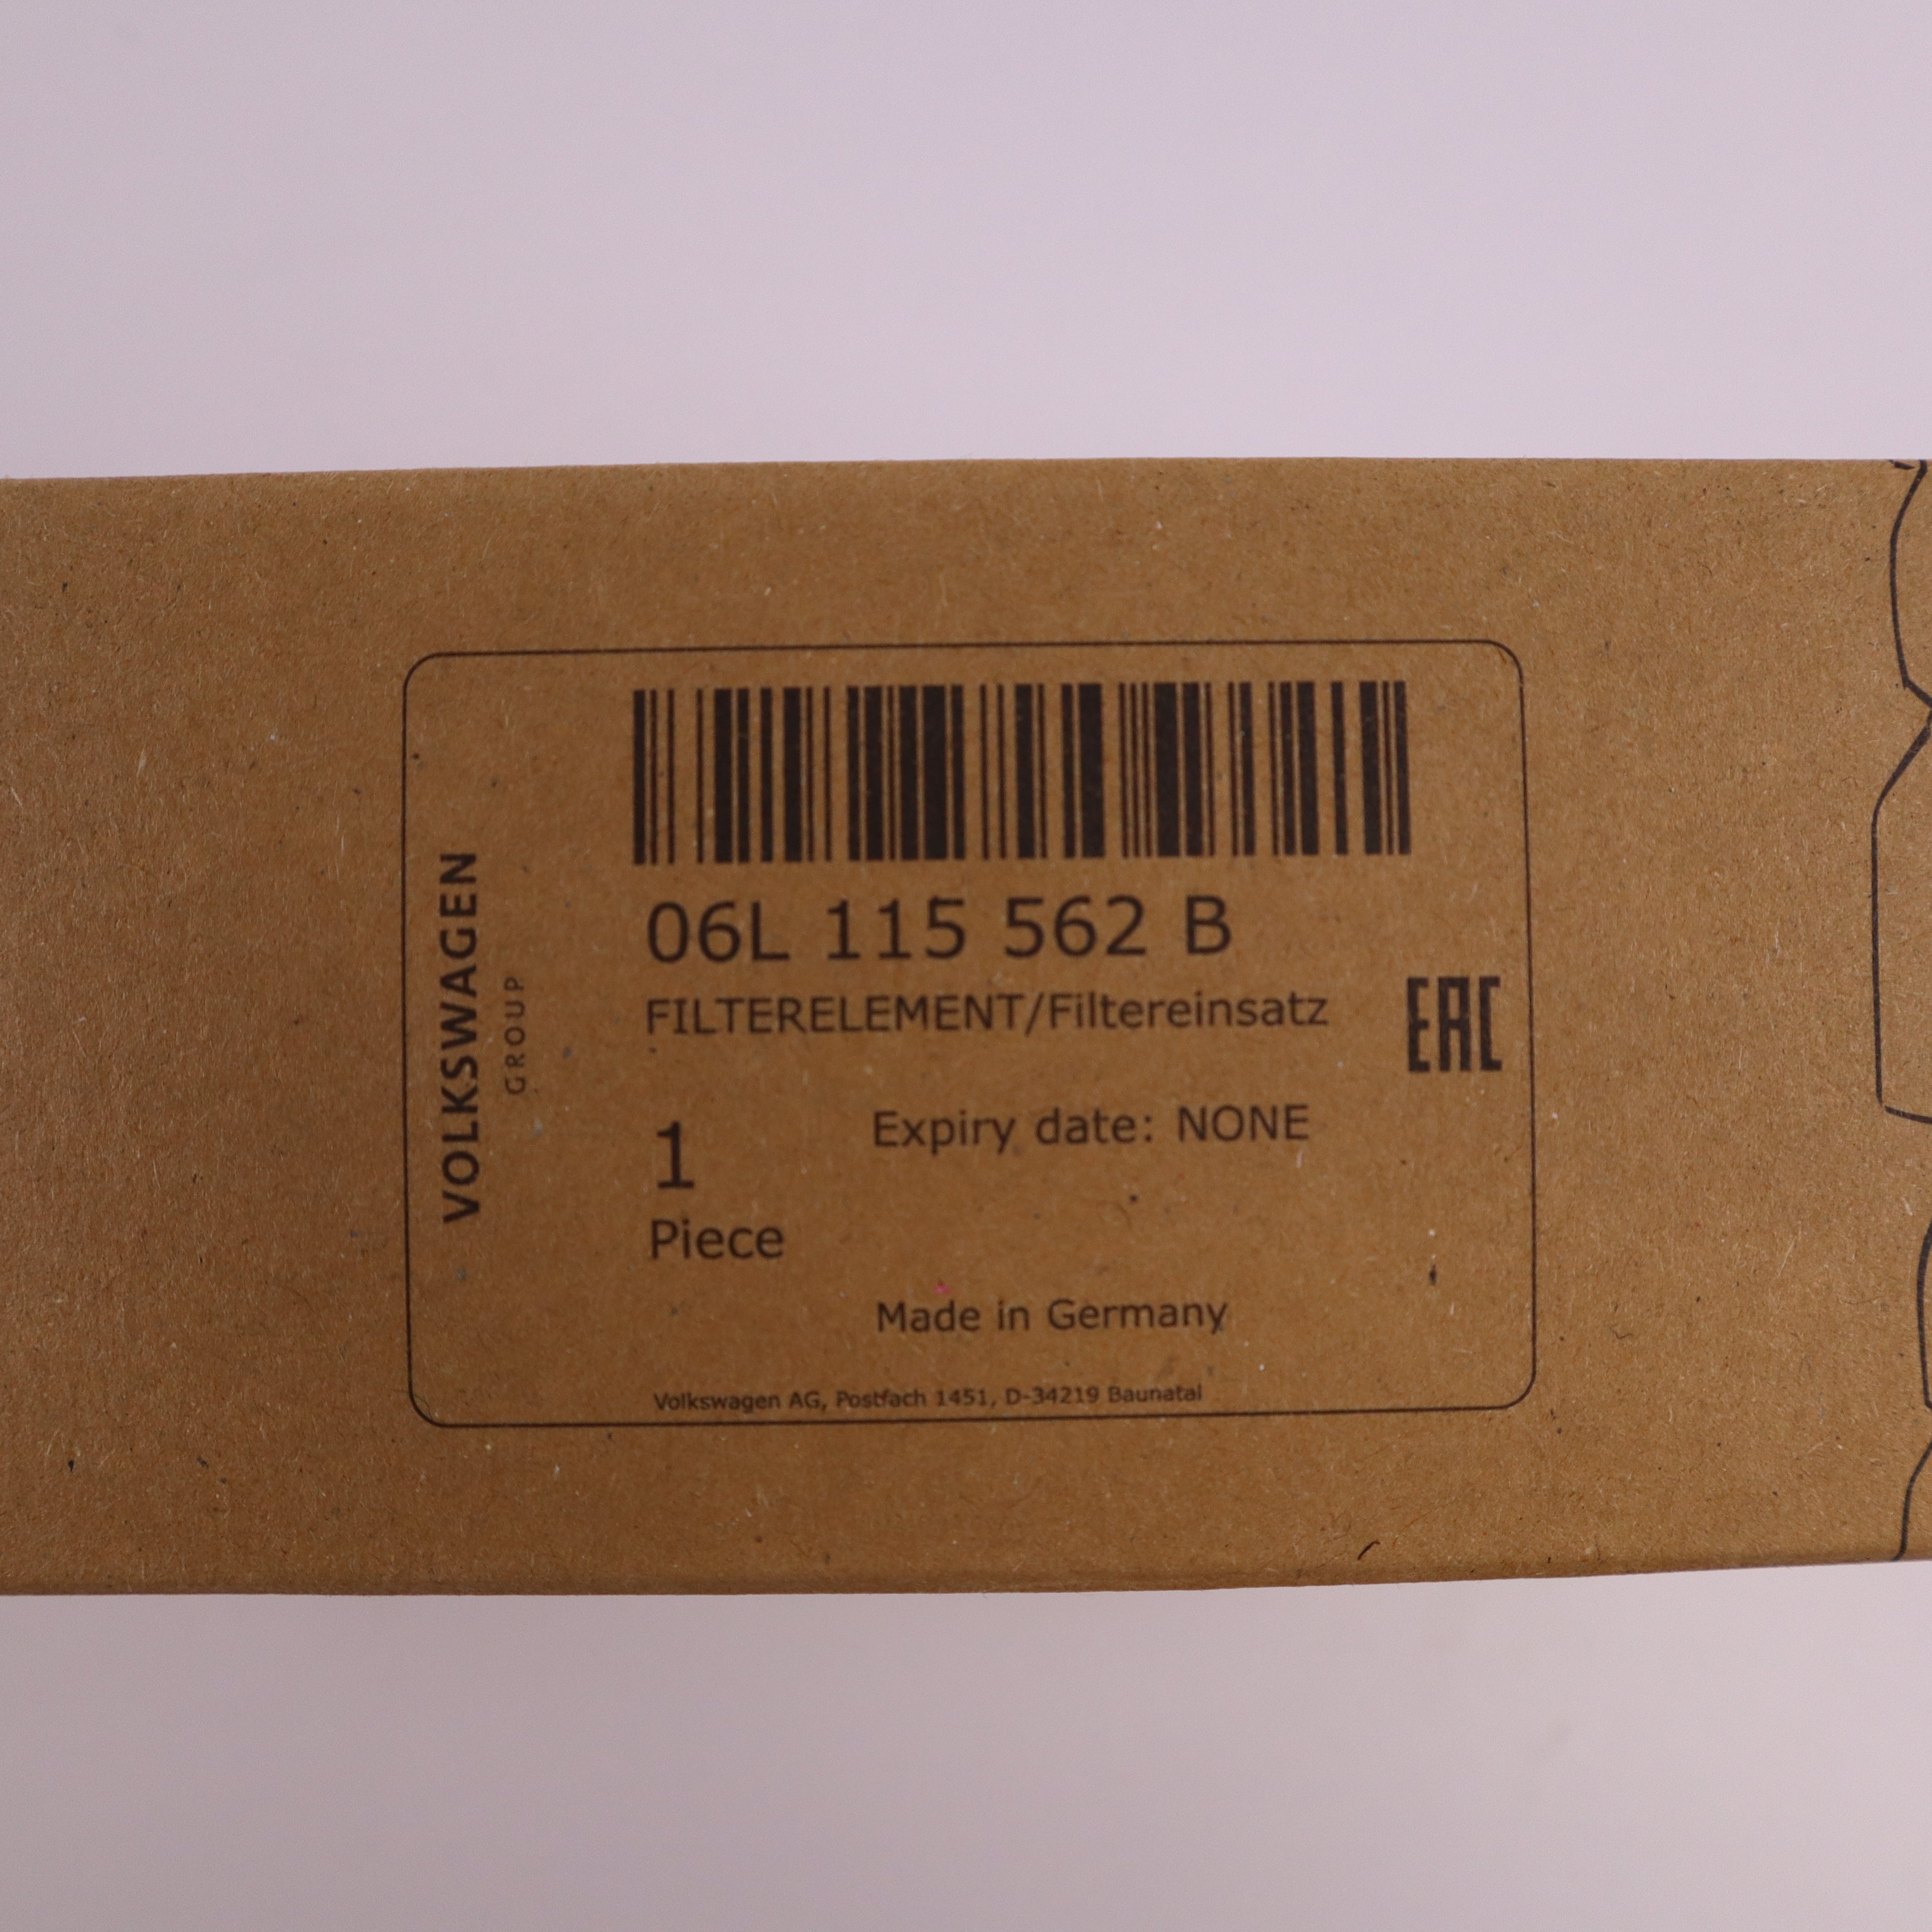 VOLKSWAGEN
GROUP
06L 115 562 B
FILTERELEMENT/Filtereinsatz
EAC
1
Expiry date: NONE
Piece
Made in Germany
Volkswagen AG, Postfach 1451, D-34219 Baunatal